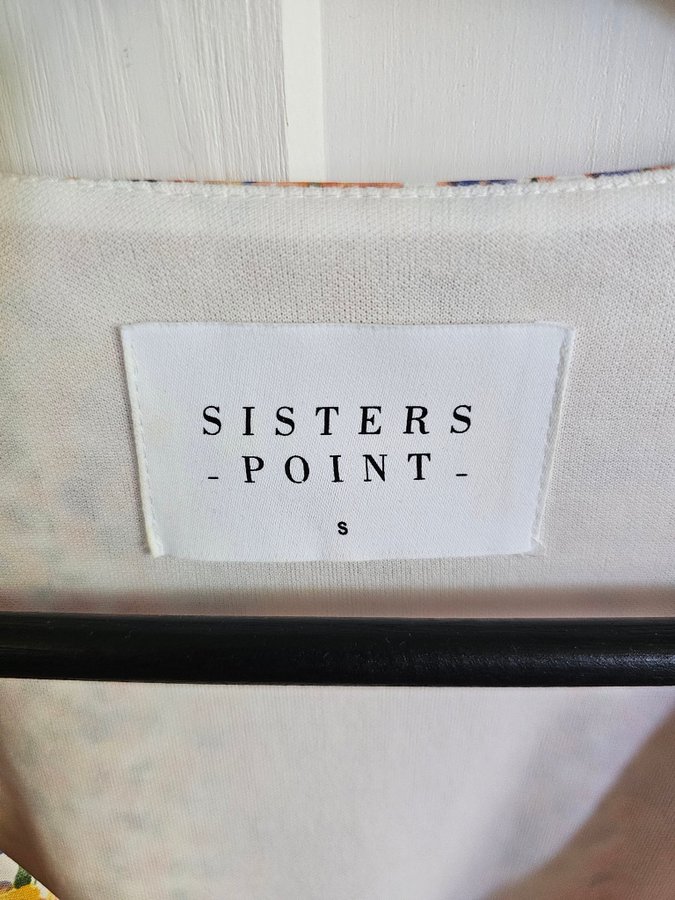 SISTERS
- POINT -
S